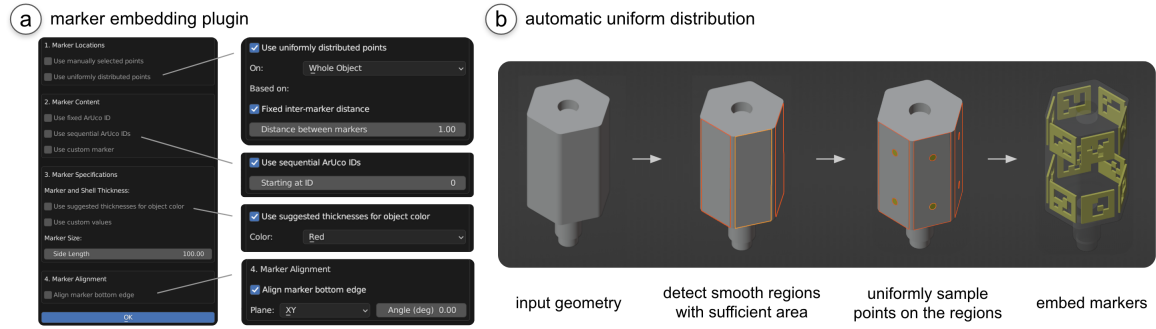 a marker embedding plugin
1. Marker Locations
Use manually selected points
Use uniformly distributed points
2. Marker Content
Use fixed ArUco ID
Use sequential ArUco IDs
Use custom marker
3. Marker Specifications
Marker and Shell Thickness:
Use suggested thicknesses for object color
Use custom values
Marker Size:
Side Length 100.00
4. Marker Alignment
Align marker bottom edge
OK
Use uniformly distributed points
On: Whole Object
Based on:
Fixed inter-marker distance
Distance between markers 1.00
Use sequential ArUco IDs
Starting at ID 0
Use suggested thicknesses for object color
Color: Red
4. Marker Alignment
Align marker bottom edge
Plane: XY Angle (deg) 0.00
b automatic uniform distribution
input geometry
detect smooth regions
with sufficient area
uniformly sample
points on the regions
embed markers